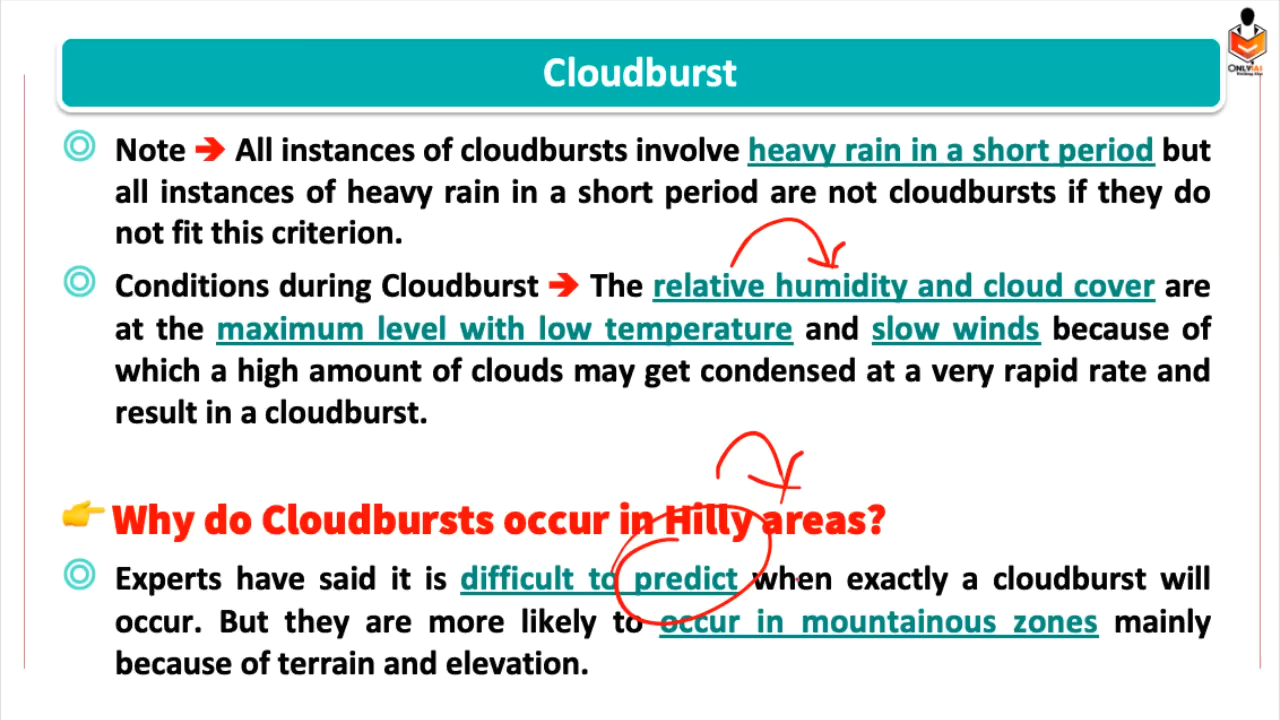 Cloudburst
Note ➔ All instances of cloudbursts involve heavy rain in a short period but
all instances of heavy rain in a short period are not cloudbursts if they do
not fit this criterion.
Conditions during Cloudburst ➔ The relative humidity and cloud cover are
at the maximum level with low temperature and slow winds because of
which a high amount of clouds may get condensed at a very rapid rate and
result in a cloudburst.
Why do Cloudbursts occur in Hilly areas?
Experts have said it is difficult to predict when exactly a cloudburst will
occur. But they are more likely to occur in mountainous zones mainly
because of terrain and elevation.